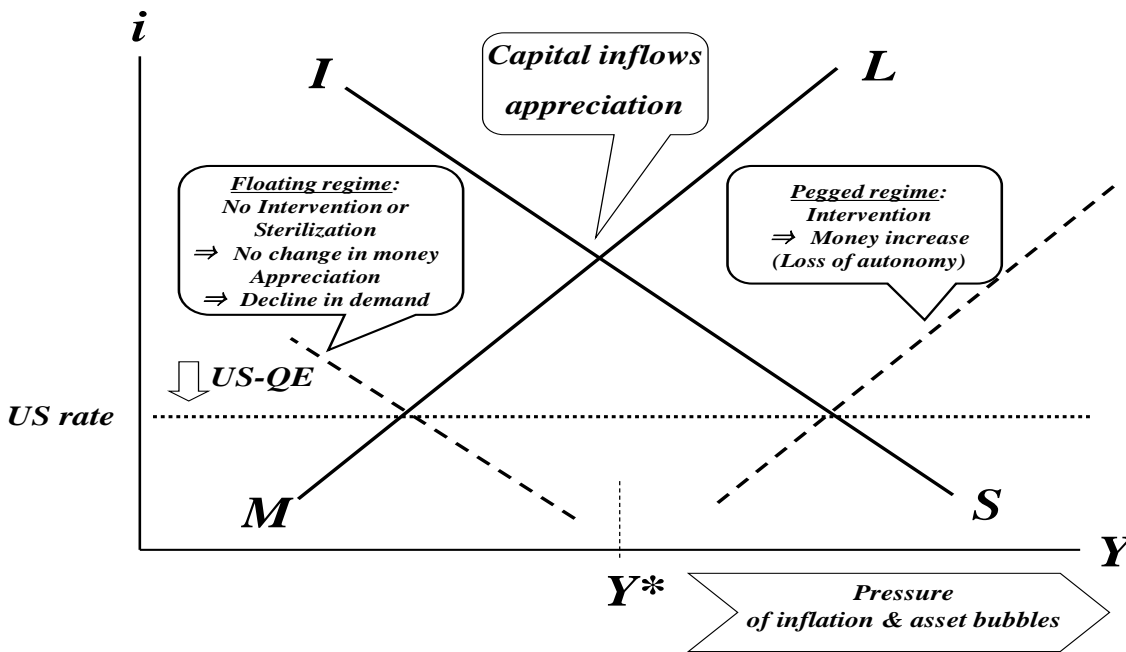 i
I
Capital inflows
appreciation
L
Floating regime:
No Intervention or
Sterilization
⇒ No change in money
Appreciation
⇒ Decline in demand
Pegged regime:
Intervention
⇒ Money increase
(Loss of autonomy)
US-QE
US rate
M
S
Y*
Y
Pressure
of inflation & asset bubbles